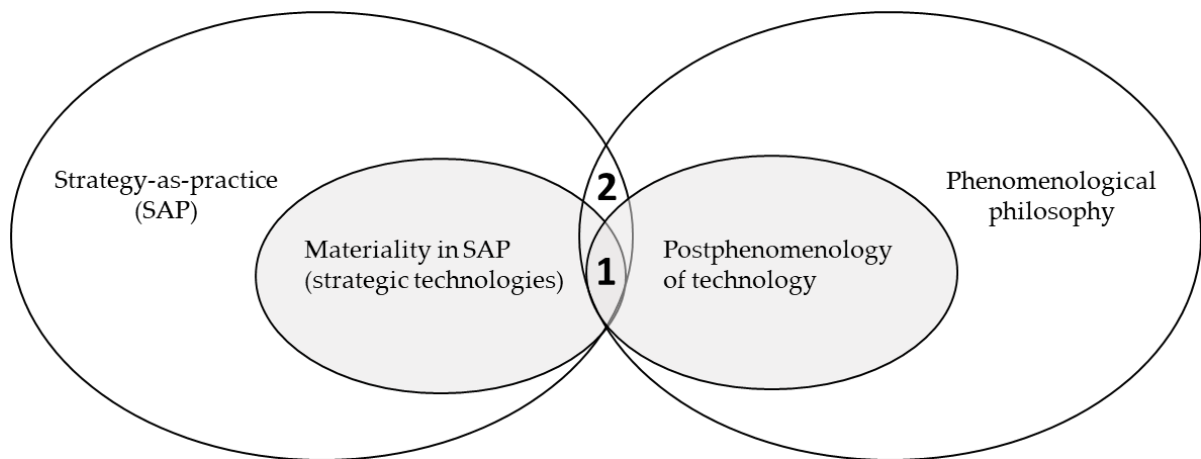 Strategy-as-practice
(SAP)
Materiality in SAP
(strategic technologies)
2
1
Postphenomenology
of technology
Phenomenological
philosophy